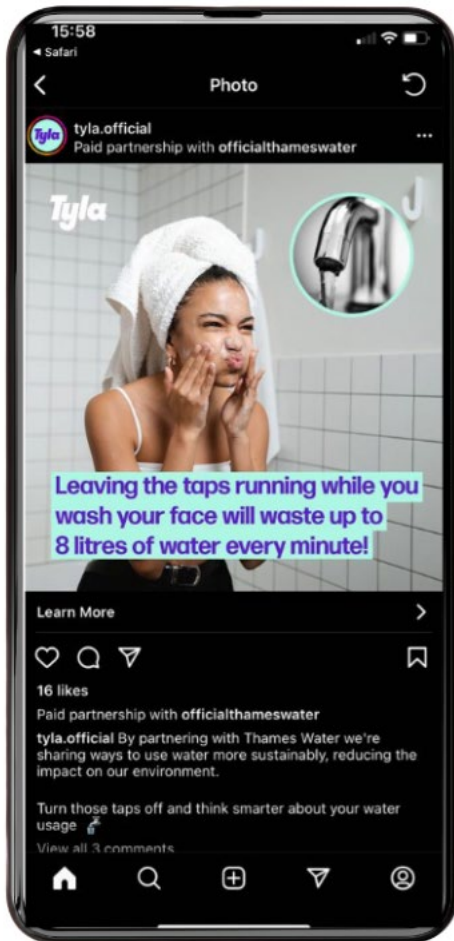 15:58
Safari
Photo
Tyla
tyla.official
Paid partnership with officialthameswater
Tyla
Leaving the taps running while you
wash your face will waste up to
8 litres of water every minute!
Learn More
16 likes
Paid partnership with officialthameswater
tyla.official By partnering with Thames Water we're
sharing ways to use water more sustainably, reducing the
impact on our environment.
Turn those taps off and think smarter about your water
usage
View all 3 comments